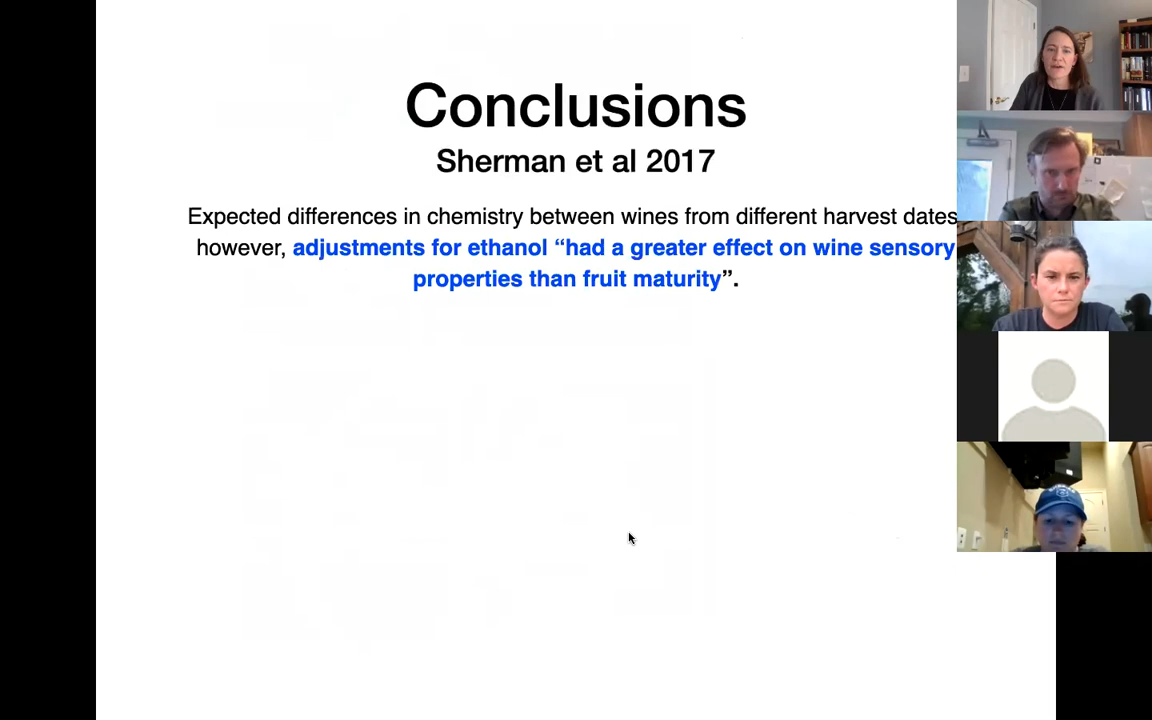 Conclusions
Sherman et al 2017
Expected differences in chemistry between wines from different harvest dates
however, adjustments for ethanol “had a greater effect on wine sensory
properties than fruit maturity”.